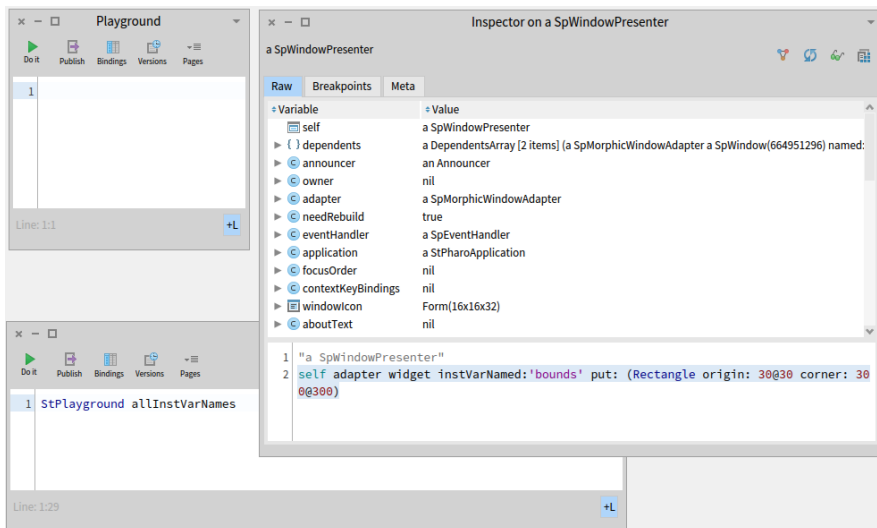 Playground
Do it
Publish
Bindings
Versions
Pages
1
Line: 1:1
+L
Inspector on a SpWindowPresenter
a SpWindowPresenter
Raw
Breakpoints
Meta
Variable Value
self a SpWindowPresenter
{ } dependents a DependentsArray [2 items] (a SpMorphicWindowAdapter a SpWindow(664951296) named:
C announcer an Announcer
C owner nil
C adapter a SpMorphicWindowAdapter
C needRebuild true
C eventHandler a SpEventHandler
C application a StPharoApplication
C focusOrder nil
C contextKeyBindings nil
windowIcon Form(16x16x32)
C aboutText nil
1 "a SpWindowPresenter"
2 self adapter widget instVarNamed:'bounds' put: (Rectangle origin: 30@30 corner: 30
0@300)
Do it
Publish
Bindings
Versions
Pages
1 StPlayground allInstVarNames
Line: 1:29
+L